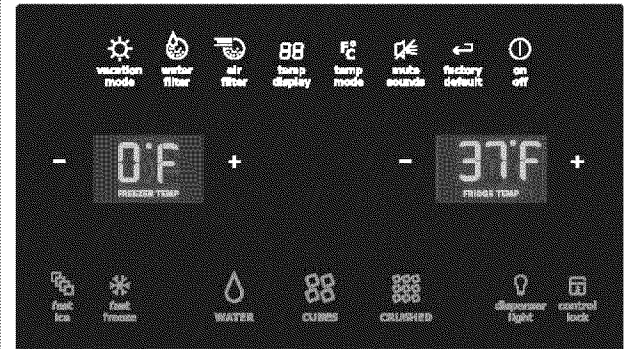 88 F° C
vacation water air temp temp mute factory on
mode filter filter display mode sounds default off
- 0°F + - 37°F +
FREEZER TEMP FRIDGE TEMP
fast fast WATER CUBES CRUSHED dispenser control
ice freeze light lock